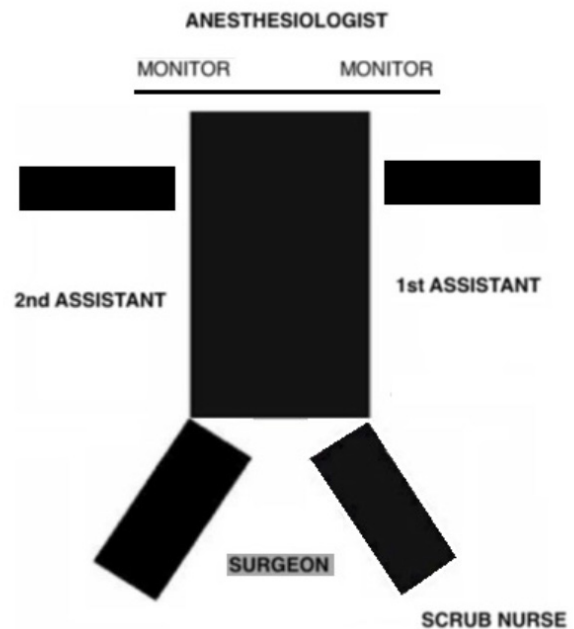 ANESTHESIOLOGIST
MONITOR MONITOR
2nd ASSISTANT
1st ASSISTANT
SURGEON
SCRUB NURSE